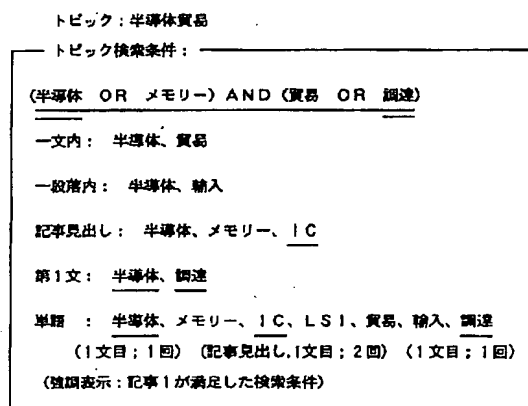 トピック：半導体貿易
トピック検索条件：
(半導体 OR メモリー) AND (貿易 OR 調達)
一文内： 半導体、貿易
一段落内： 半導体、輸入
記事見出し： 半導体、メモリー、IC
第1文： 半導体、調達
単語 ： 半導体、メモリー、IC、LSI、貿易、輸入、調達
(1文目；1回) (記事見出し,1文目；2回) (1文目；1回)
(強調表示：記事1が満足した検索条件)